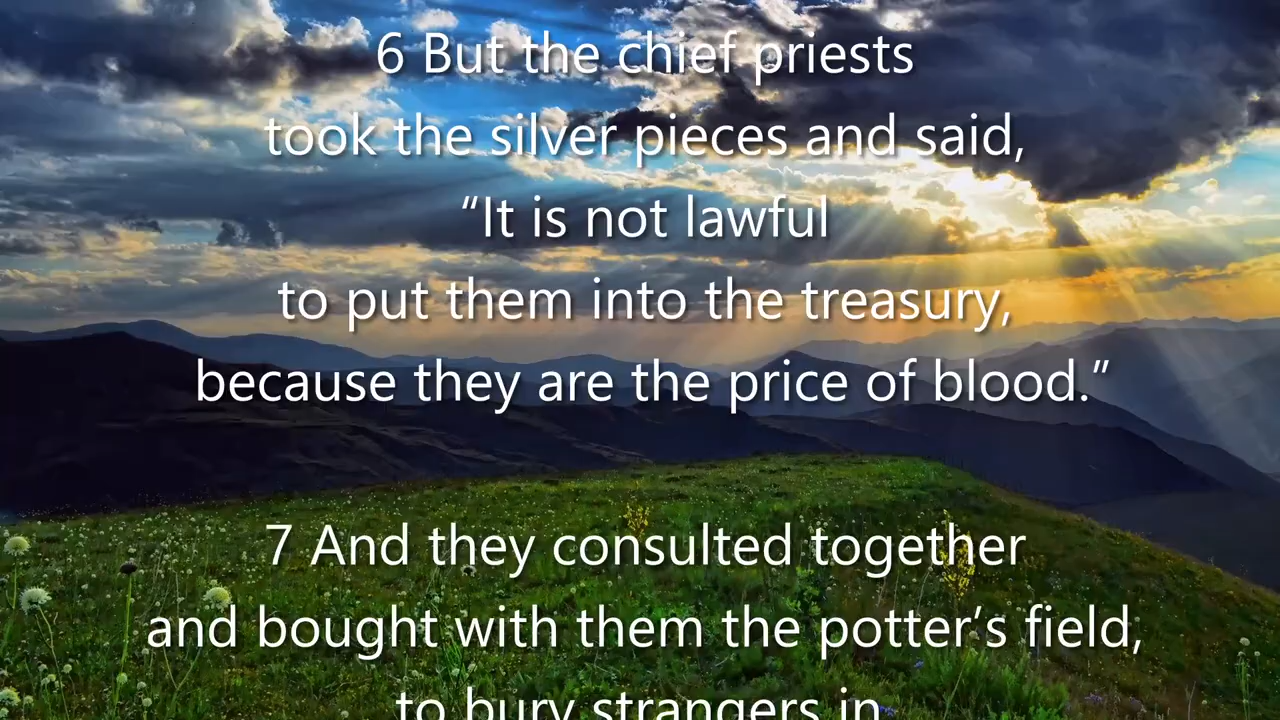 6 But the chief priests
took the silver pieces and said,
“It is not lawful
to put them into the treasury,
because they are the price of blood.”
7 And they consulted together
and bought with them the potter’s field,
to bury strangers in